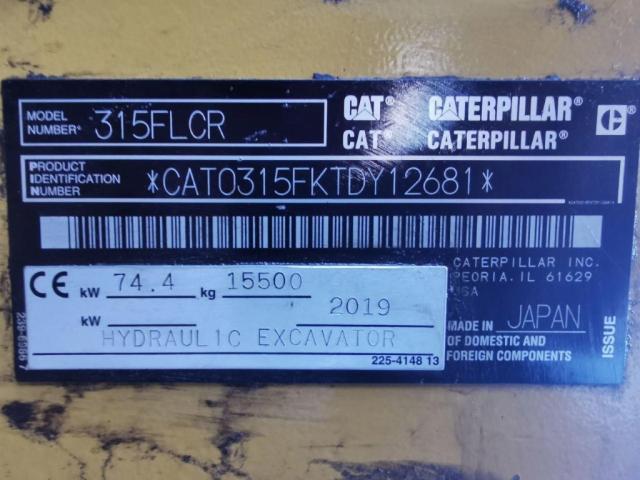 MODEL NUMBER 315FLCR
CAT® CATERPILLAR®
CAT® CATERPILLAR®
C
PRODUCT IDENTIFICATION NUMBER *CAT0315FKTDY12681*
CATERPILLAR INC.
PEORIA, IL 61629
USA
CE kW 74.4 kg 15500
kW 2019
HYDRAULIC EXCAVATOR
225-4148 13
MADE IN JAPAN
OF DOMESTIC AND
FOREIGN COMPONENTS
ISSUE